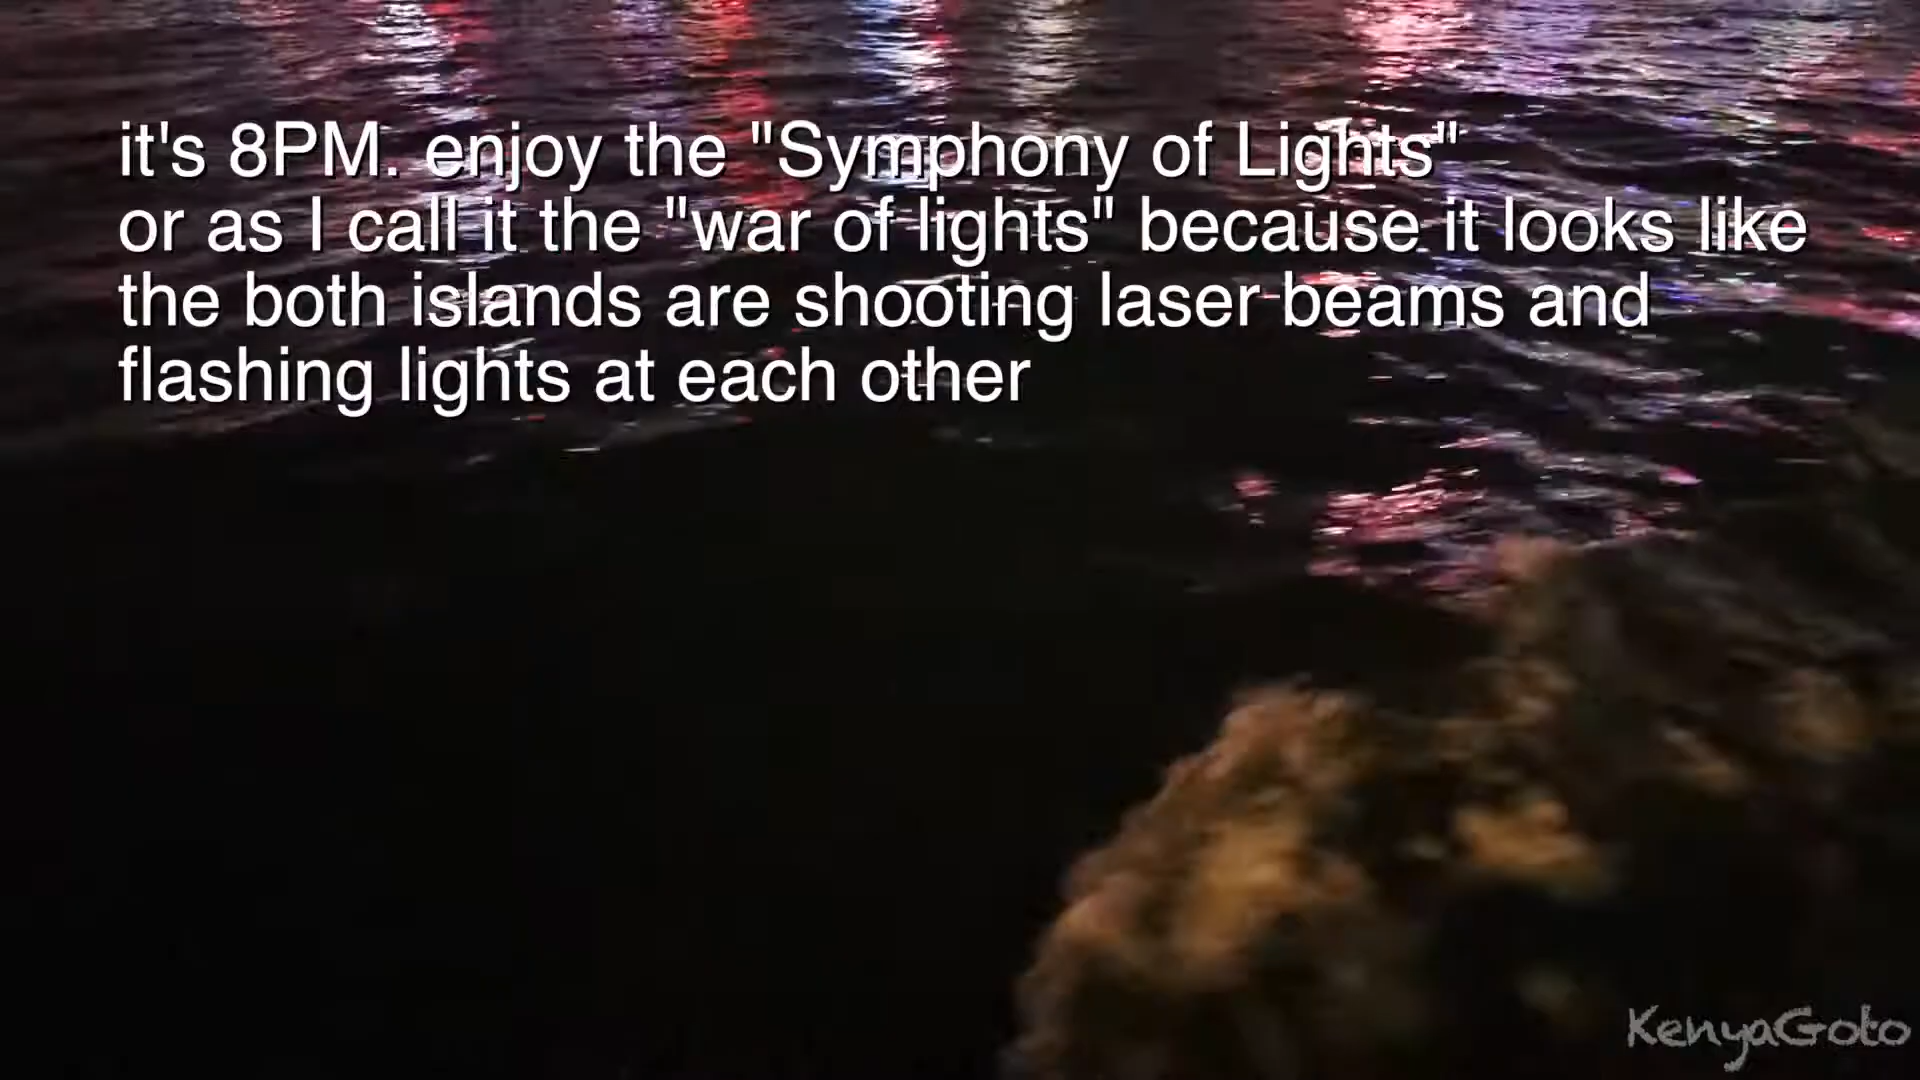 it's 8PM. enjoy the "Symphony of Lights"
or as I call it the "war of lights" because it looks like
the both islands are shooting laser beams and
flashing lights at each other
KenyaGoto